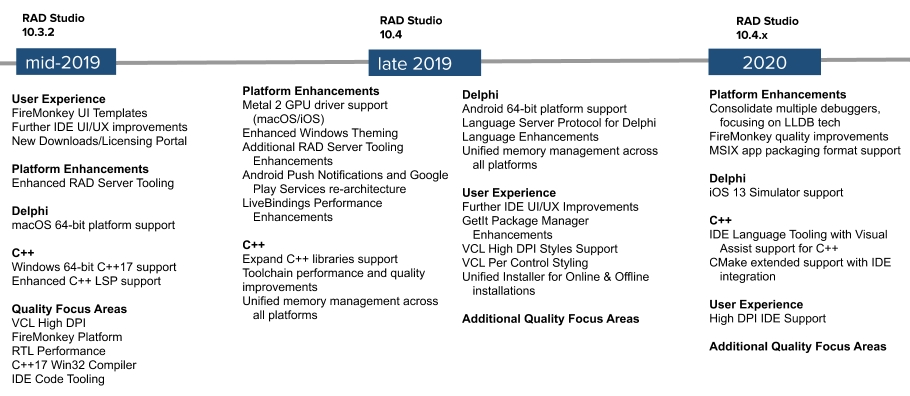 RAD Studio
10.3.2
mid-2019
User Experience
FireMonkey UI Templates
Further IDE UI/UX improvements
New Downloads/Licensing Portal
Platform Enhancements
Enhanced RAD Server Tooling
Delphi
macOS 64-bit platform support
C++
Windows 64-bit C++17 support
Enhanced C++ LSP support
Quality Focus Areas
VCL High DPI
FireMonkey Platform
RTL Performance
C++17 Win32 Compiler
IDE Code Tooling
RAD Studio
10.4
late 2019
Platform Enhancements
Metal 2 GPU driver support
(macOS/iOS)
Enhanced Windows Theming
Additional RAD Server Tooling
Enhancements
Android Push Notifications and Google
Play Services re-architecture
LiveBindings Performance
Enhancements
C++
Expand C++ libraries support
Toolchain performance and quality
improvements
Unified memory management across
all platforms
Delphi
Android 64-bit platform support
Language Server Protocol for Delphi
Language Enhancements
Unified memory management across
all platforms
User Experience
Further IDE UI/UX Improvements
GetIt Package Manager
Enhancements
VCL High DPI Styles Support
VCL Per Control Styling
Unified Installer for Online & Offline
installations
Additional Quality Focus Areas
RAD Studio
10.4.x
2020
Platform Enhancements
Consolidate multiple debuggers,
focusing on LLDB tech
FireMonkey quality improvements
MSIX app packaging format support
Delphi
iOS 13 Simulator support
C++
IDE Language Tooling with Visual
Assist support for C++
CMake extended support with IDE
integration
User Experience
High DPI IDE Support
Additional Quality Focus Areas